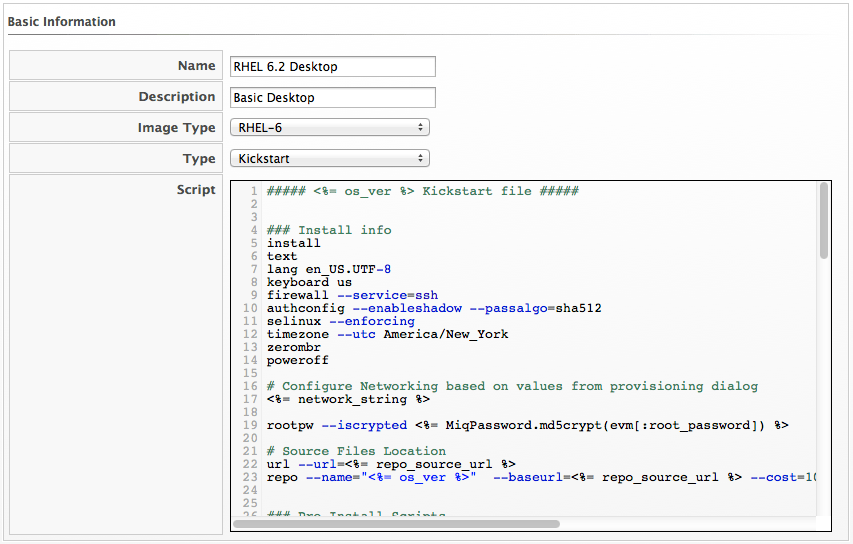 Basic Information
Name RHEL 6.2 Desktop
Description Basic Desktop
Image Type RHEL-6
Type Kickstart
Script
1 ##### <%= os_ver %> Kickstart file #####
2
3
4 ### Install info
5 install
6 text
7 lang en_US.UTF-8
8 keyboard us
9 firewall --service=ssh
10 authconfig --enableshadow --passalgo=sha512
11 selinux --enforcing
12 timezone --utc America/New_York
13 zerombr
14 poweroff
15
16 # Configure Networking based on values from provisioning dialog
17 <%= network_string %>
18
19 rootpw --iscrypted <%= MiqPassword.md5crypt(evm[:root_password]) %>
20
21 # Source Files Location
22 url --url=<%= repo_source_url %>
23 repo --name="<%= os_ver %>"  --baseurl=<%= repo_source_url %> --cost=10
24
25
26 ### Pre-Install Scripts